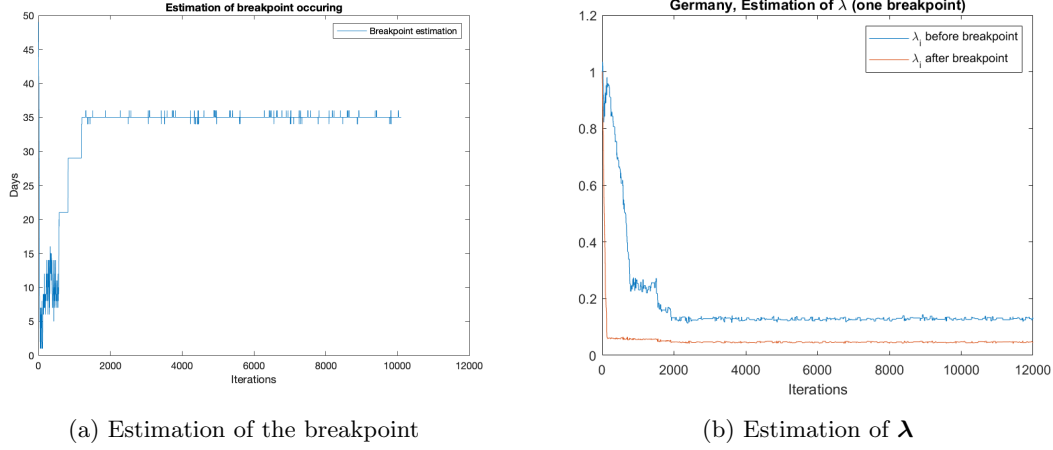 Estimation of breakpoint occuring
Breakpoint estimation
50
45
40
35
30
25
20
15
10
5
0
Days
0 2000 4000 6000 8000 10000 12000
Iterations
(a) Estimation of the breakpoint
Germany, Estimation of λ (one breakpoint)
λi before breakpoint
λi after breakpoint
1.2
1
0.8
0.6
0.4
0.2
0
0 2000 4000 6000 8000 10000 12000
Iterations
(b) Estimation of λ